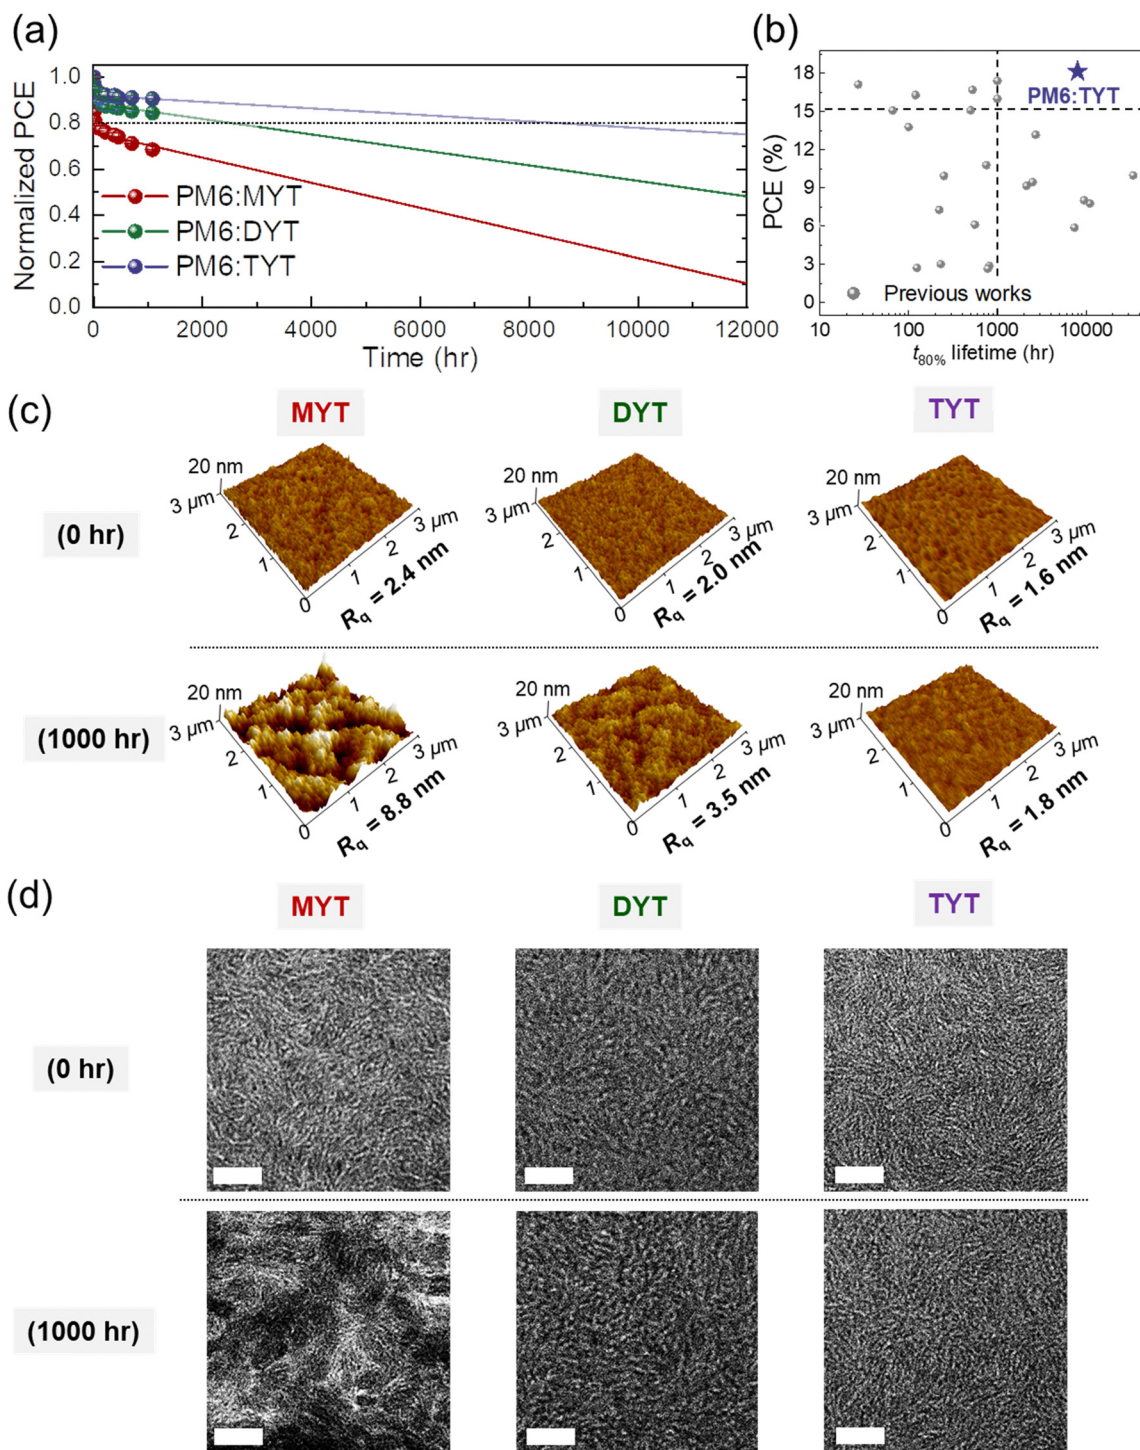 (a)
Normalized PCE
1.0
0.8
0.6
0.4
0.2
0.0
PM6:MYT
PM6:DYT
PM6:TYT
0 2000 4000 6000 8000 10000 12000
Time (hr)
(b)
PCE (%)
18
15
12
9
6
3
0
PM6:TYT
Previous works
10 100 1000 10000
t80% lifetime (hr)
(c)
MYT DYT TYT
(0 hr)
20 nm
3 µm
2
1
0
1
2
3 µm
Rq = 2.4 nm
20 nm
3 µm
2
1
0
1
2
3 µm
Rq = 2.0 nm
20 nm
3 µm
2
1
0
1
2
3 µm
Rq = 1.6 nm
(1000 hr)
20 nm
3 µm
2
1
0
1
2
3 µm
Rq = 8.8 nm
20 nm
3 µm
2
1
0
1
2
3 µm
Rq = 3.5 nm
20 nm
3 µm
2
1
0
1
2
3 µm
Rq = 1.8 nm
(d)
MYT DYT TYT
(0 hr)
(1000 hr)